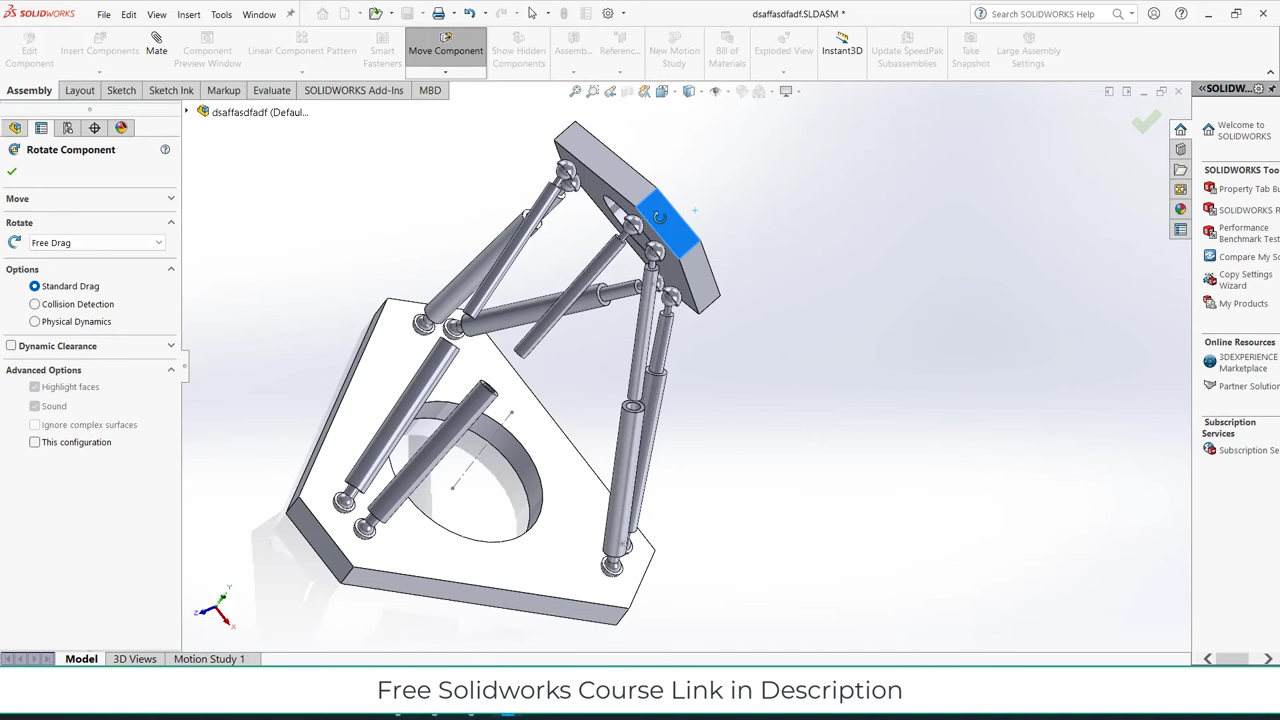 SOLIDWORKS File Edit View Insert Tools Window dsaffasdfadf.SLDASM * Search SOLIDWORKS Help
Edit Component
Insert Components
Mate
Component Preview Window
Linear Component Pattern
Smart Fasteners
Move Component
Show Hidden Components
Assemb...
Referenc...
New Motion Study
Bill of Materials
Exploded View
Instant3D
Update SpeedPak Subassemblies
Take Snapshot
Large Assembly Settings
Assembly Layout Sketch Sketch Ink Markup Evaluate SOLIDWORKS Add-Ins MBD
SOLIDW...
dsaffasdfadf (Defaul...
Rotate Component
Move
Rotate
Free Drag
Options
Standard Drag
Collision Detection
Physical Dynamics
Dynamic Clearance
Advanced Options
Highlight faces
Sound
Ignore complex surfaces
This configuration
Y
Z
X
Welcome to
SOLIDWORKS
SOLIDWORKS Too
Property Tab Bu
SOLIDWORKS R
Performance
Benchmark Test
Compare My Sc
Copy Settings
Wizard
My Products
Online Resources
3DEXPERIENCE
Marketplace
Partner Solution
Subscription
Services
Subscription Se
Model 3D Views Motion Study 1
Free Solidworks Course Link in Description